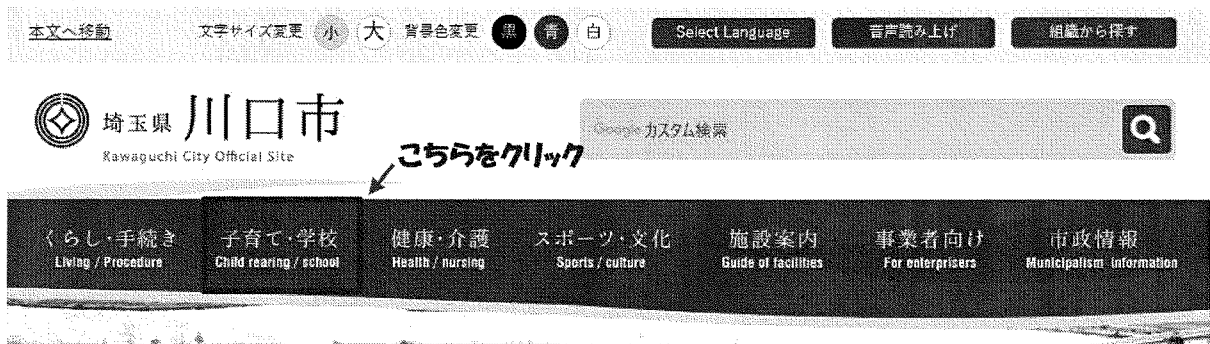 本文へ移動 文字サイズ変更 小 大 背景色変更 黒 青 白 Select Language 音声読み上げ 組織から探す
埼玉県 川口市
Kawaguchi City Official Site
Google カスタム検索
こちらをクリック
くらし・手続き 子育て・学校 健康・介護 スポーツ・文化 施設案内 事業者向け 市政情報
Living / Procedure Child rearing / school Health / nursing Sports / culture Guide of facilities For enterprisers Municipalism information